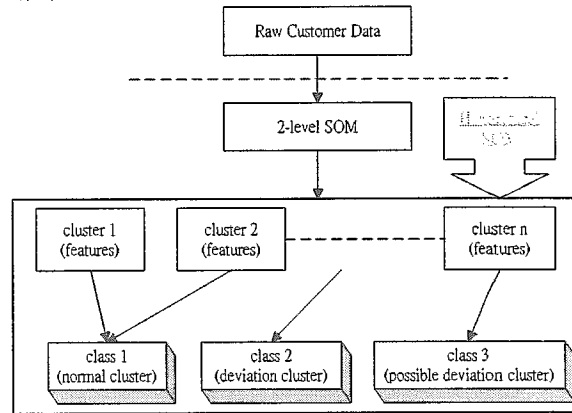 Raw Customer Data
2-level SOM
cluster 1
(features)
cluster 2
(features)
cluster n
(features)
class 1
(normal cluster)
class 2
(deviation cluster)
class 3
(possible deviation cluster)